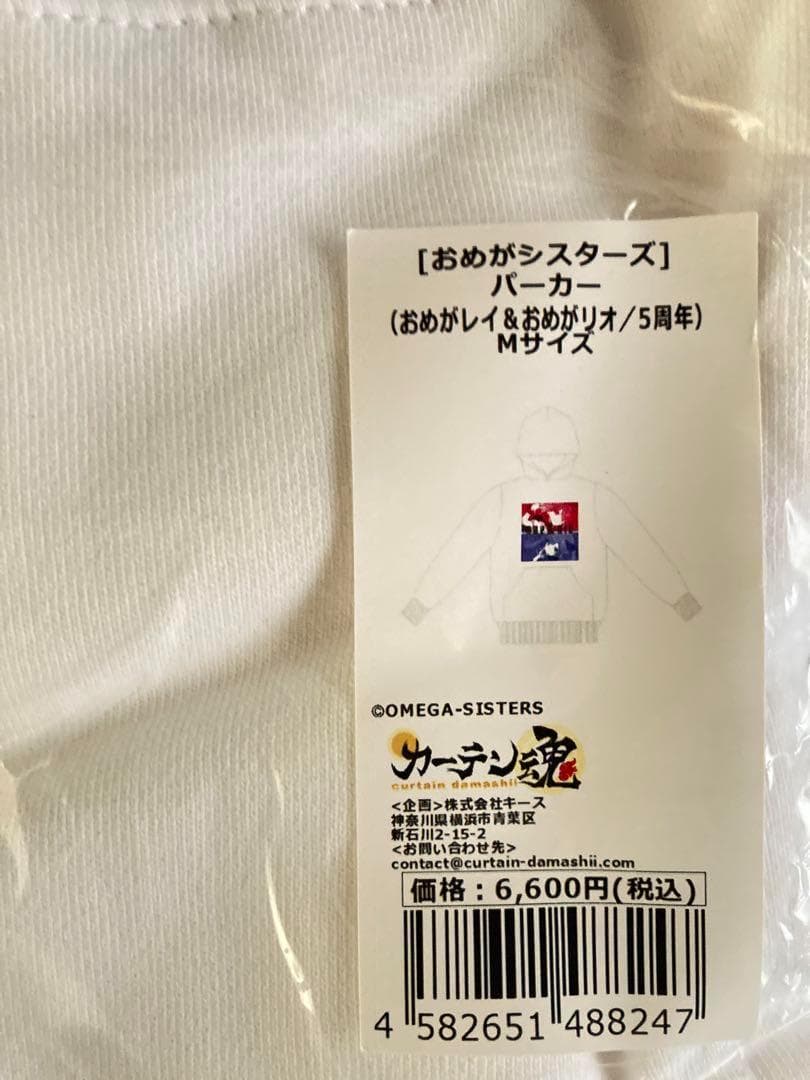 [おめがシスターズ]
パーカー
(おめがレイ＆おめがリオ／5周年)
Mサイズ
©OMEGA-SISTERS
カーテン魂
curtain damashii
<企画>株式会社キース
神奈川県横浜市青葉区
新石川2-15-2
<お問い合わせ先>
contact@curtain-damashii.com
価格：6,600円(税込)
4 582651 488247